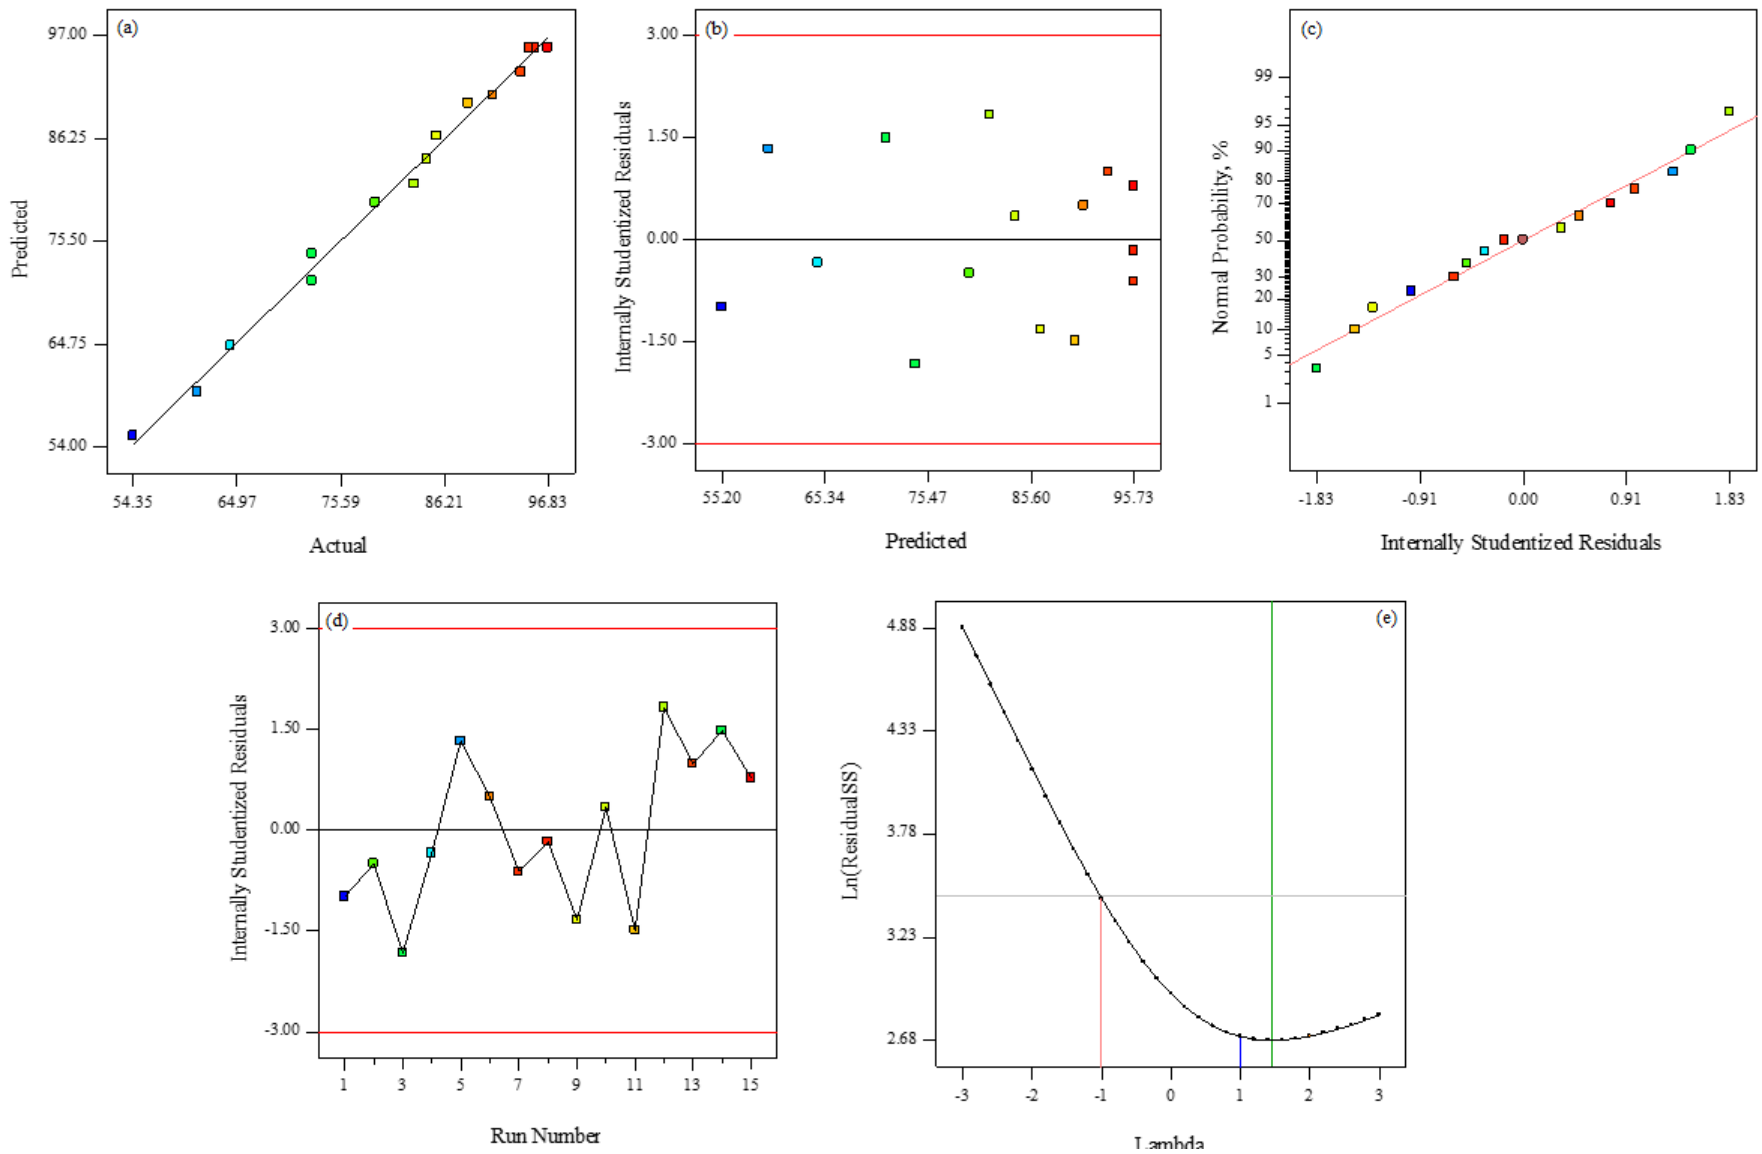 (a)
97.00
86.25
75.50
64.75
54.00
Predicted
54.35 64.97 75.59 86.21 96.83
Actual
(b)
3.00
1.50
0.00
-1.50
-3.00
Internally Studentized Residuals
55.20 65.34 75.47 85.60 95.73
Predicted
(c)
99
95
90
80
70
50
30
20
10
5
1
Normal Probability, %
-1.83 -0.91 0.00 0.91 1.83
Internally Studentized Residuals
(d)
3.00
1.50
0.00
-1.50
-3.00
Internally Studentized Residuals
1 3 5 7 9 11 13 15
Run Number
(e)
4.88
4.33
3.78
3.23
2.68
Ln(ResidualSS)
-3 -2 -1 0 1 2 3
Lambda